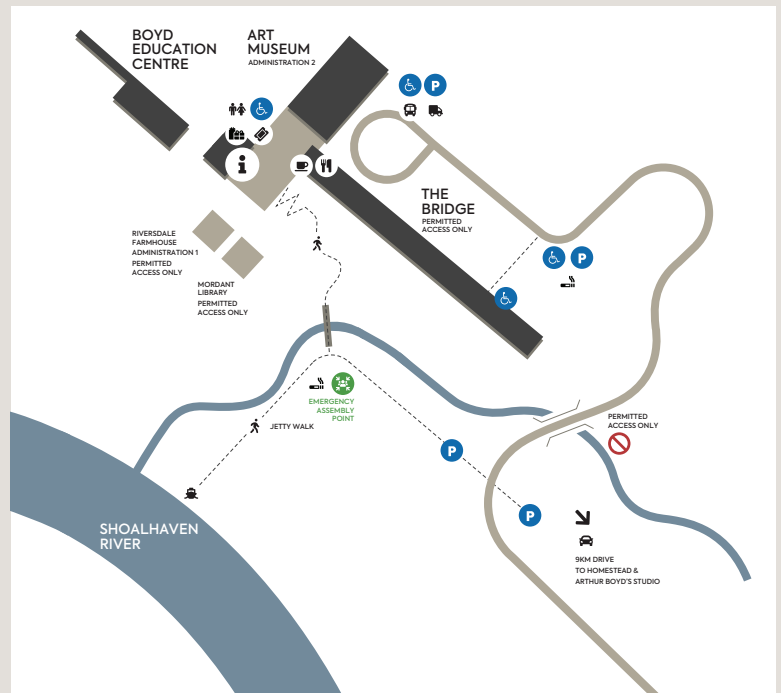 BOYD
EDUCATION
CENTRE
ART
MUSEUM
ADMINISTRATION 2
P
i
THE
BRIDGE
PERMITTED
ACCESS ONLY
RIVERSDALE
FARMHOUSE
ADMINISTRATION 1
PERMITTED
ACCESS ONLY
P
MORDANT
LIBRARY
PERMITTED
ACCESS ONLY
EMERGENCY
ASSEMBLY
POINT
JETTY WALK
PERMITTED
ACCESS ONLY
P
P
SHOALHAVEN
RIVER
9KM DRIVE
TO HOMESTEAD &
ARTHUR BOYD'S STUDIO